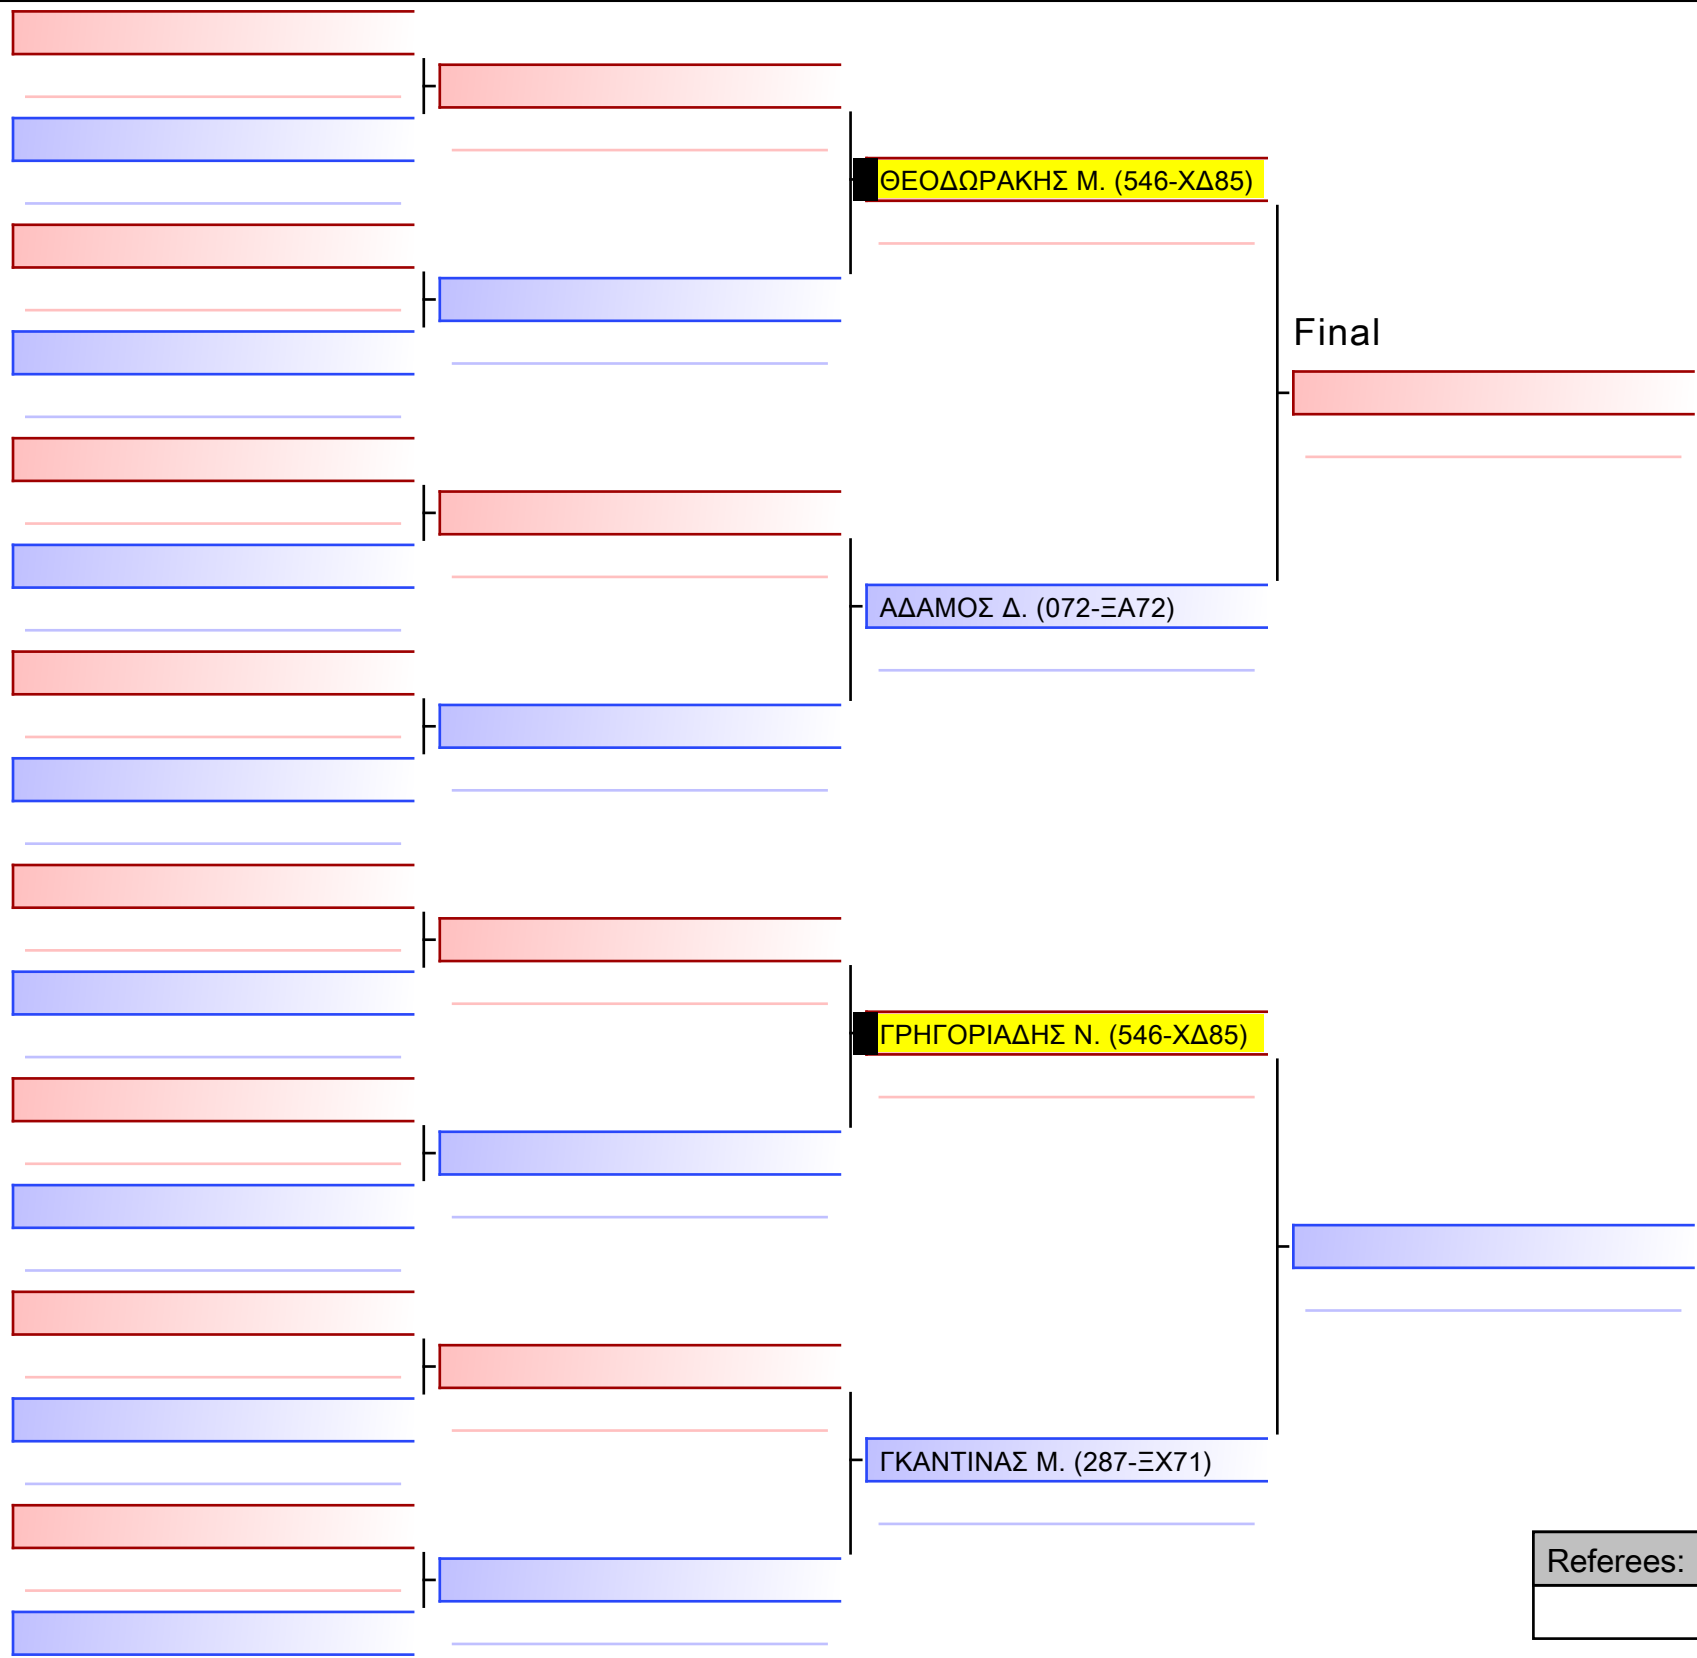 ΘΕΟΔΩΡΑΚΗΣ Μ. (546-ΧΔ85)
Final
ΑΔΑΜΟΣ Δ. (072-ΞΑ72)
ΓΡΗΓΟΡΙΑΔΗΣ Ν. (546-ΧΔ85)
ΓΚΑΝΤΙΝΑΣ Μ. (287-ΞΧ71)
Referees: